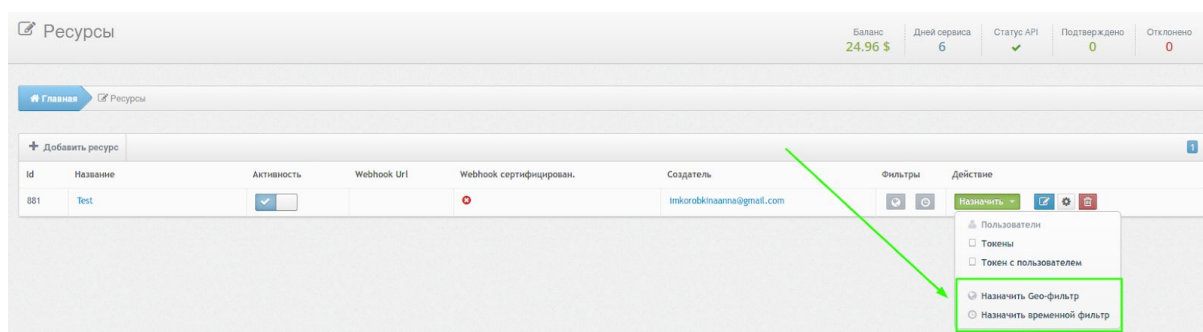 Ресурсы
Баланс Дней сервиса Статус API Подтверждено Отклонено
24.96 $ 6 0 0
Главная Ресурсы
Добавить ресурс 1
Id Название Активность Webhook Url Webhook сертифицирован. Создатель Фильтры Действие
881 Test imkorobkinaanna@gmail.com Назначить
Пользователи
Токены
Токен с пользователем
Назначить Geo-фильтр
Назначить временной фильтр